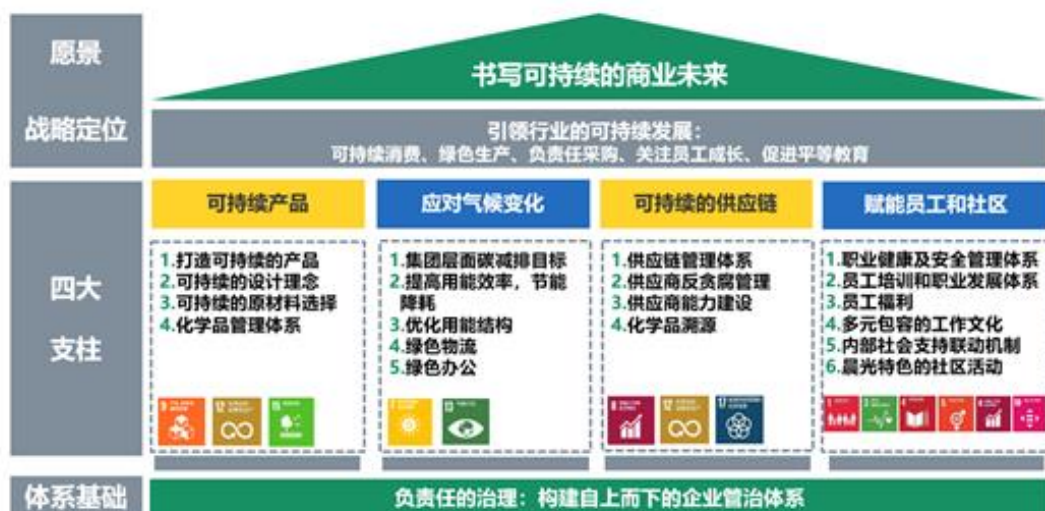 愿景
战略定位
书写可持续的商业未来
引领行业的可持续发展：
可持续消费、绿色生产、负责任采购、关注员工成长、促进平等教育
四大
支柱
可持续产品
1.打造可持续的产品
2.可持续的设计理念
3.可持续的原材料选择
4.化学品管理体系
9
12
15
应对气候变化
1.集团层面碳减排目标
2.提高用能效率，节能
降耗
3.优化用能结构
4.绿色物流
5.绿色办公
7
13
可持续的供应链
1.供应链管理体系
2.供应商反贪腐管理
3.供应商能力建设
4.化学品溯源
8
12
17
赋能员工和社区
1.职业健康及安全管理体系
2.员工培训和职业发展体系
3.员工福利
4.多元包容的工作文化
5.内部社会支持联动机制
6.晨光特色的社区活动
1
3
4
5
8
10
体系基础
负责任的治理：构建自上而下的企业管治体系